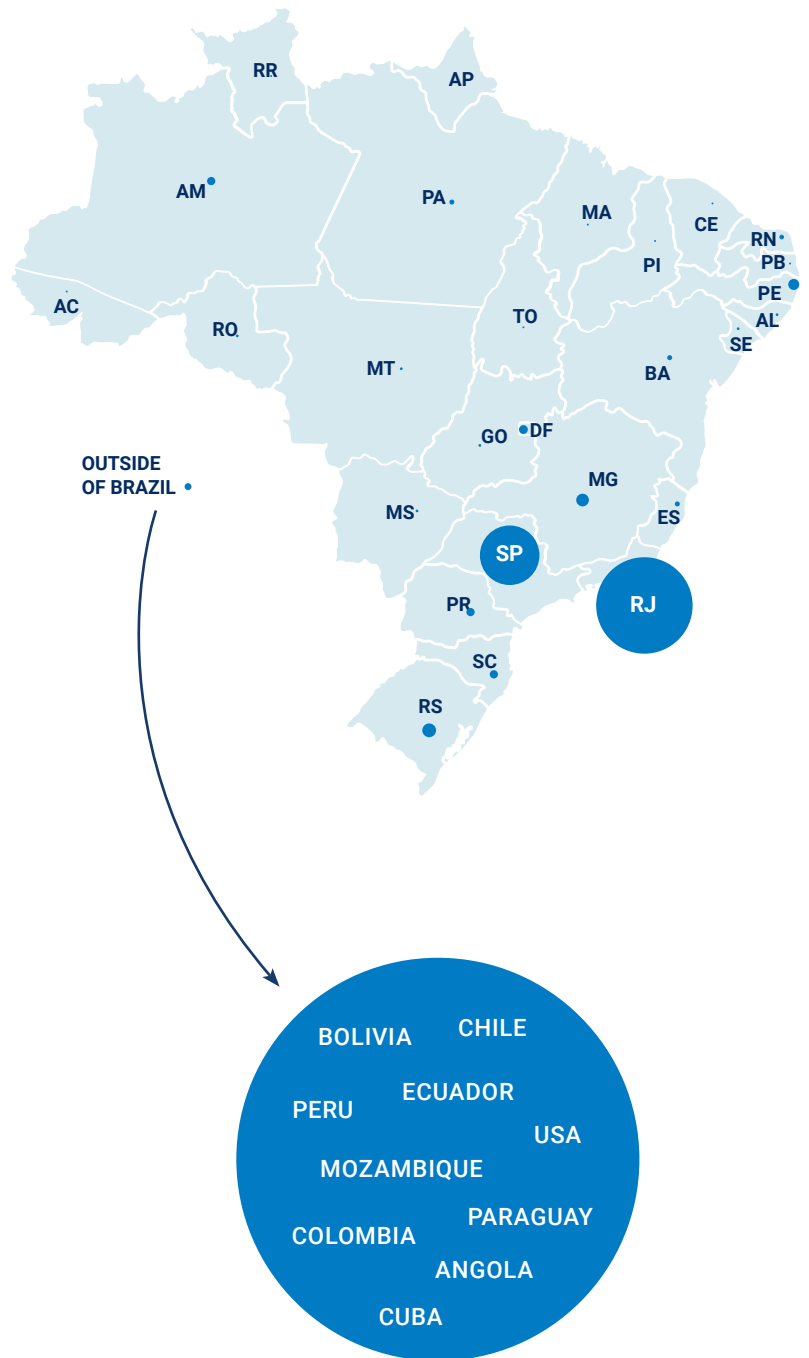 RR
AP
AM
PA
MA
CE
RN
PI
PB
PE
AC
TO
AL
RO
SE
MT
BA
GO
DF
OUTSIDE
OF BRAZIL
MG
MS
ES
SP
PR
RJ
SC
RS
BOLIVIA
CHILE
ECUADOR
PERU
USA
MOZAMBIQUE
PARAGUAY
COLOMBIA
ANGOLA
CUBA